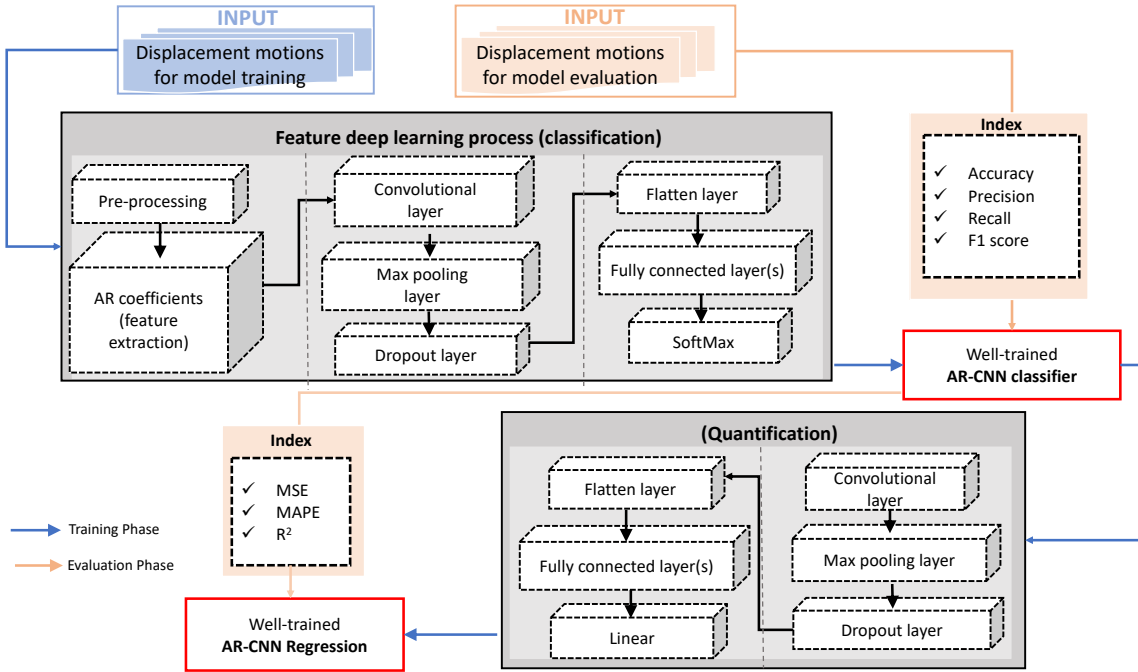 INPUT
Displacement motions
for model training
INPUT
Displacement motions
for model evaluation
Feature deep learning process (classification)
Pre-processing
AR coefficients
(feature
extraction)
Convolutional
layer
Max pooling
layer
Dropout layer
Flatten layer
Fully connected layer(s)
SoftMax
Index
✓ Accuracy
✓ Precision
✓ Recall
✓ F1 score
Well-trained
AR-CNN classifier
(Quantification)
Convolutional
layer
Max pooling layer
Dropout layer
Flatten layer
Fully connected layer(s)
Linear
Index
✓ MSE
✓ MAPE
✓ R²
Training Phase
Evaluation Phase
Well-trained
AR-CNN Regression